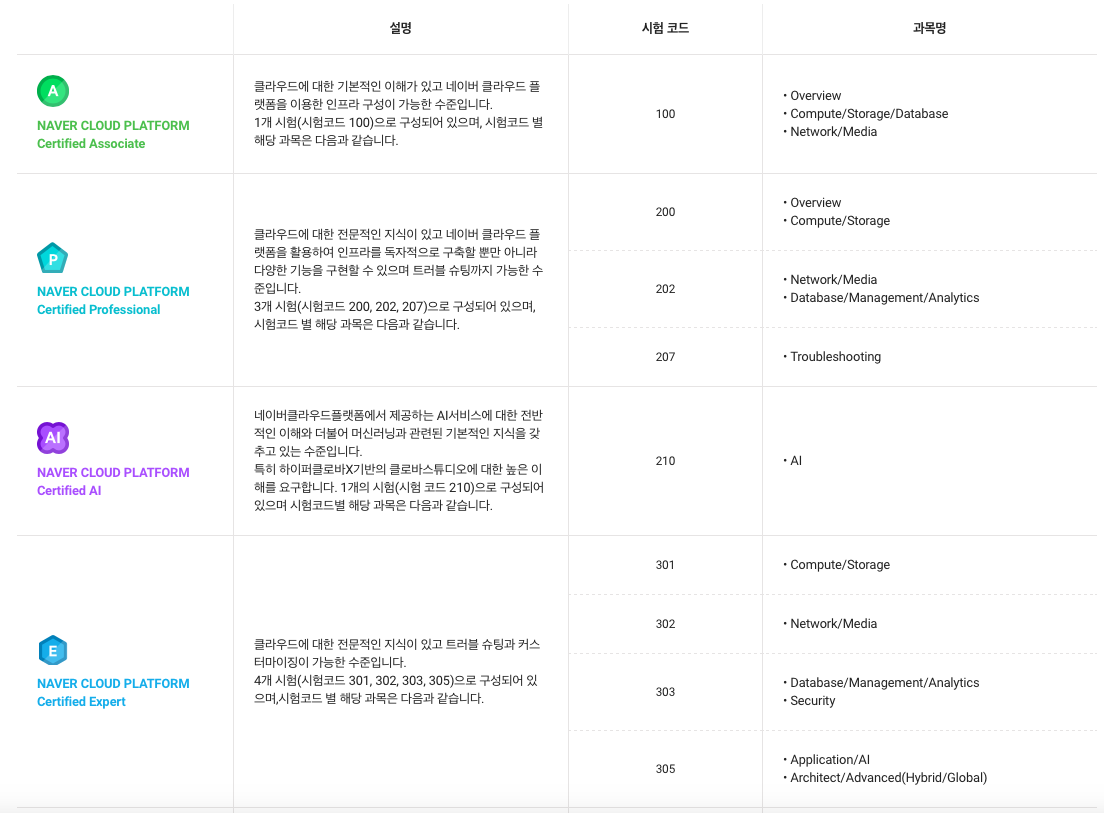 설명
시험 코드
과목명
A
NAVER CLOUD PLATFORM
Certified Associate
클라우드에 대한 기본적인 이해가 있고 네이버 클라우드 플
랫폼을 이용한 인프라 구성이 가능한 수준입니다.
1개 시험(시험코드 100)으로 구성되어 있으며, 시험코드 별
해당 과목은 다음과 같습니다.
100
• Overview
• Compute/Storage/Database
• Network/Media
P
NAVER CLOUD PLATFORM
Certified Professional
클라우드에 대한 전문적인 지식이 있고 네이버 클라우드 플
랫폼을 활용하여 인프라를 독자적으로 구축할 뿐만 아니라
다양한 기능을 구현할 수 있으며 트러블 슈팅까지 가능한 수
준입니다.
3개 시험(시험코드 200, 202, 207)으로 구성되어 있으며,
시험코드 별 해당 과목은 다음과 같습니다.
200
• Overview
• Compute/Storage
202
• Network/Media
• Database/Management/Analytics
207
• Troubleshooting
AI
NAVER CLOUD PLATFORM
Certified AI
네이버클라우드플랫폼에서 제공하는 AI서비스에 대한 전반
적인 이해와 더불어 머신러닝과 관련된 기본적인 지식을 갖
추고 있는 수준입니다.
특히 하이퍼클로바X기반의 클로바스튜디오에 대한 높은 이
해를 요구합니다. 1개의 시험(시험 코드 210)으로 구성되어
있으며 시험코드별 해당 과목은 다음과 같습니다.
210
• AI
E
NAVER CLOUD PLATFORM
Certified Expert
클라우드에 대한 전문적인 지식이 있고 트러블 슈팅과 커스
터마이징이 가능한 수준입니다.
4개 시험(시험코드 301, 302, 303, 305)으로 구성되어 있
으며,시험코드 별 해당 과목은 다음과 같습니다.
301
• Compute/Storage
302
• Network/Media
303
• Database/Management/Analytics
• Security
305
• Application/AI
• Architect/Advanced(Hybrid/Global)